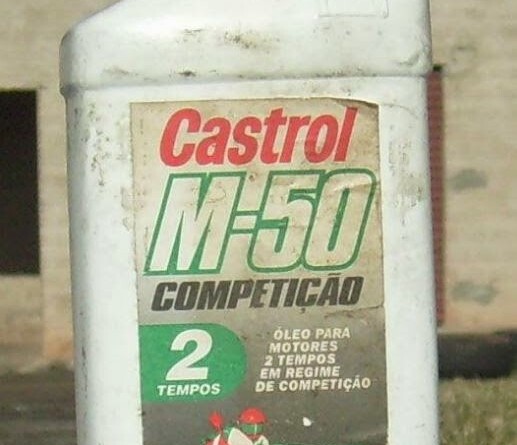 Castrol
M-50
COMPETIÇÃO
2
TEMPOS
ÓLEO PARA
MOTORES
2 TEMPOS
EM REGIME
DE COMPETIÇÃO